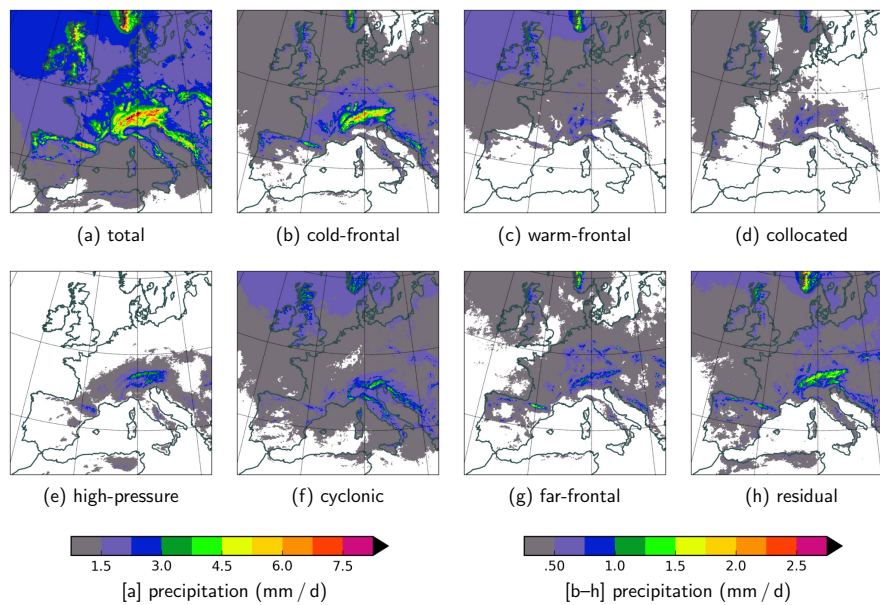 (a) total
(b) cold-frontal
(c) warm-frontal
(d) collocated
(e) high-pressure
(f) cyclonic
(g) far-frontal
(h) residual
1.5 3.0 4.5 6.0 7.5
[a] precipitation (mm / d)
.50 1.0 1.5 2.0 2.5
[b–h] precipitation (mm / d)